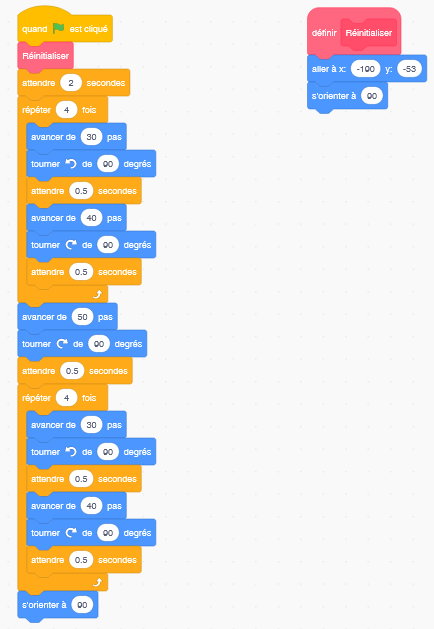 quand est cliqué
Réinitialiser
attendre 2 secondes
répéter 4 fois
avancer de 30 pas
tourner de 90 degrés
attendre 0.5 secondes
avancer de 40 pas
tourner de 90 degrés
attendre 0.5 secondes
avancer de 50 pas
tourner de 90 degrés
attendre 0.5 secondes
répéter 4 fois
avancer de 30 pas
tourner de 90 degrés
attendre 0.5 secondes
avancer de 40 pas
tourner de 90 degrés
attendre 0.5 secondes
s'orienter à 90
définir Réinitialiser
aller à x: -190 y: -53
s'orienter à 90